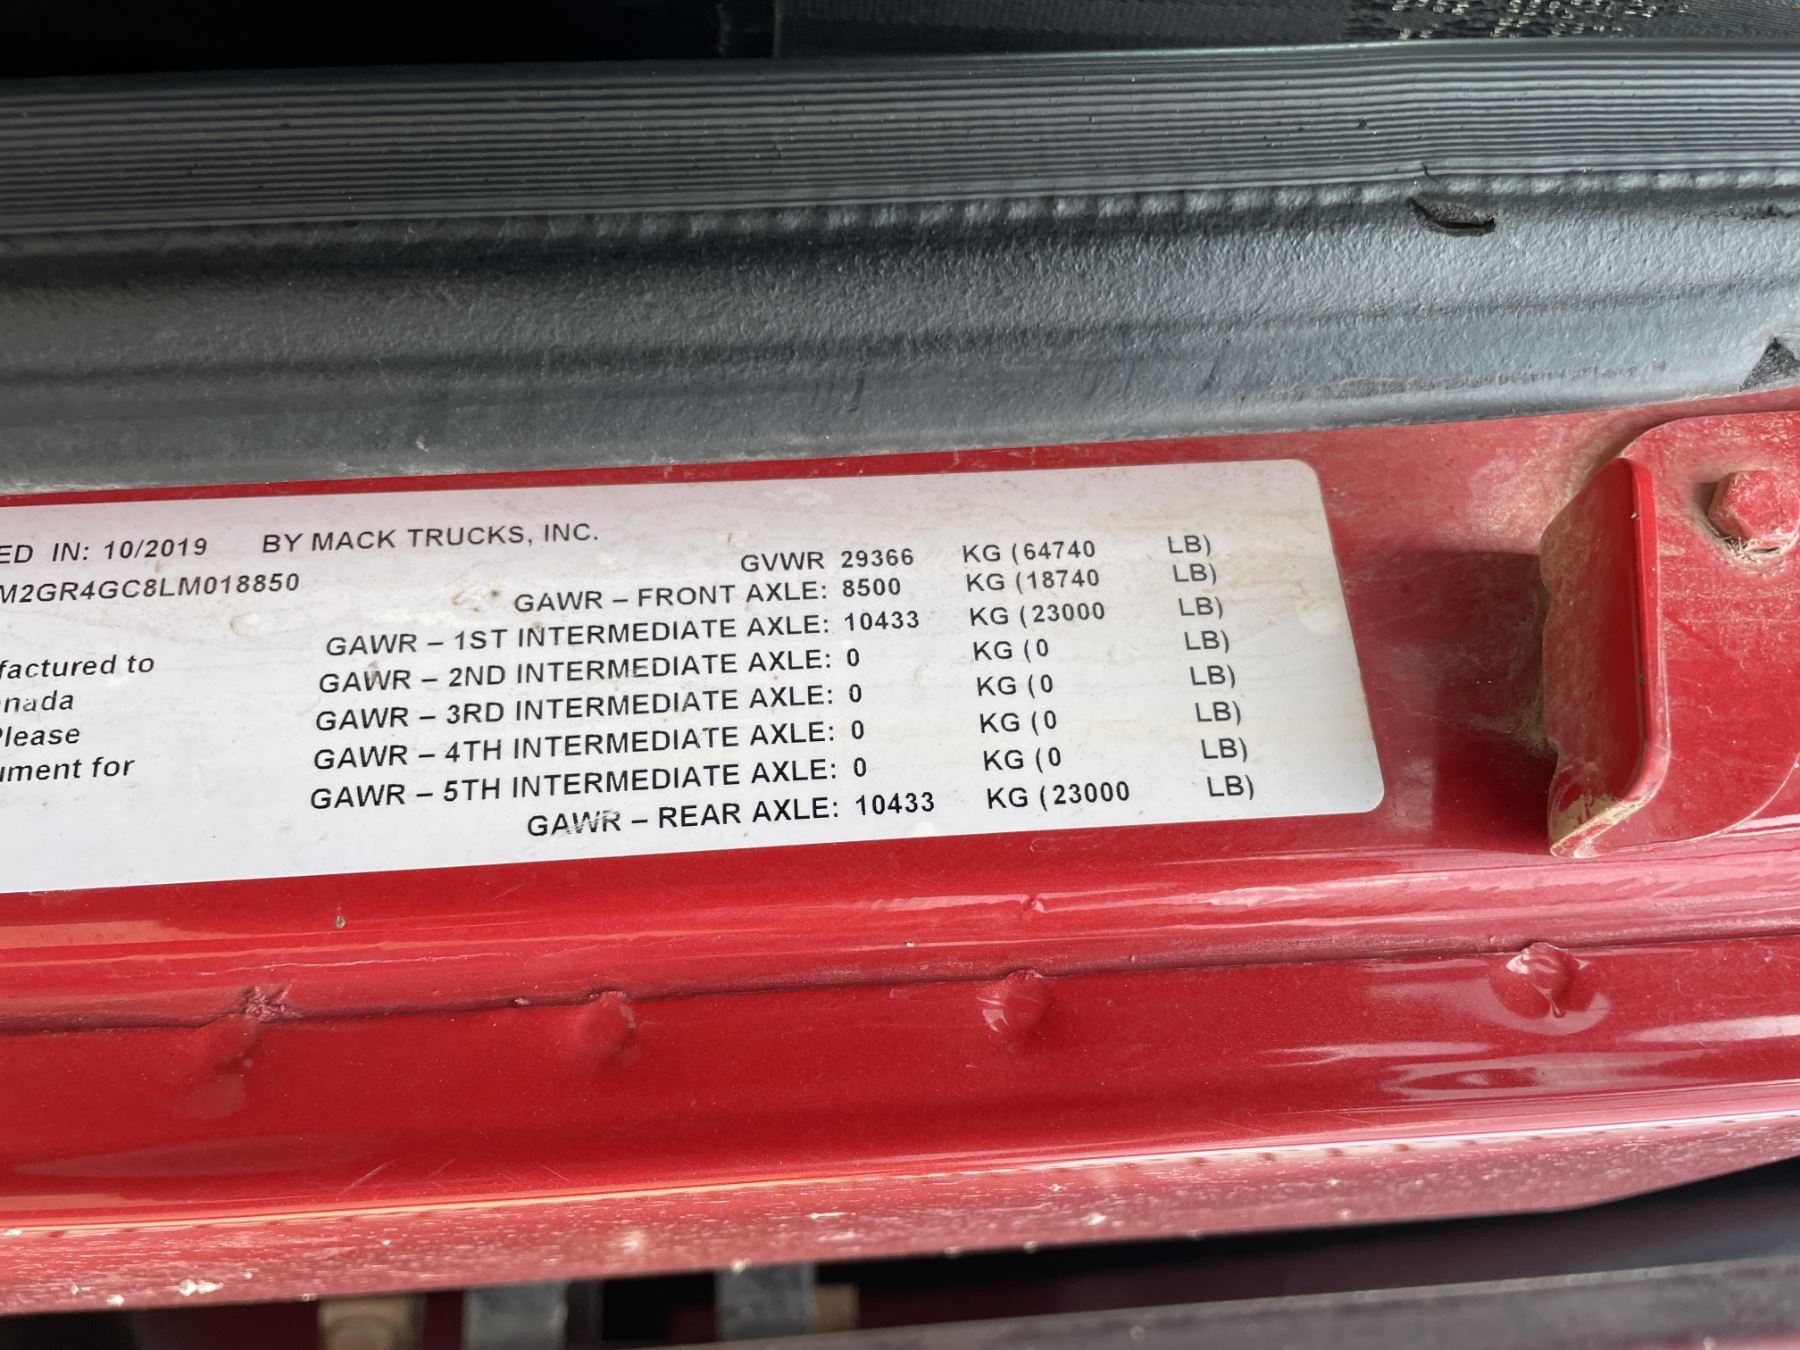 ED IN: 10/2019 BY MACK TRUCKS, INC.
M2GR4GC8LM018850
GVWR 29366 KG (64740 LB)
GAWR – FRONT AXLE: 8500 KG (18740 LB)
GAWR – 1ST INTERMEDIATE AXLE: 10433 KG (23000 LB)
GAWR – 2ND INTERMEDIATE AXLE: 0 KG (0 LB)
GAWR – 3RD INTERMEDIATE AXLE: 0 KG (0 LB)
GAWR – 4TH INTERMEDIATE AXLE: 0 KG (0 LB)
GAWR – 5TH INTERMEDIATE AXLE: 0 KG (0 LB)
GAWR – REAR AXLE: 10433 KG (23000 LB)
factured to
nada
Please
ument for